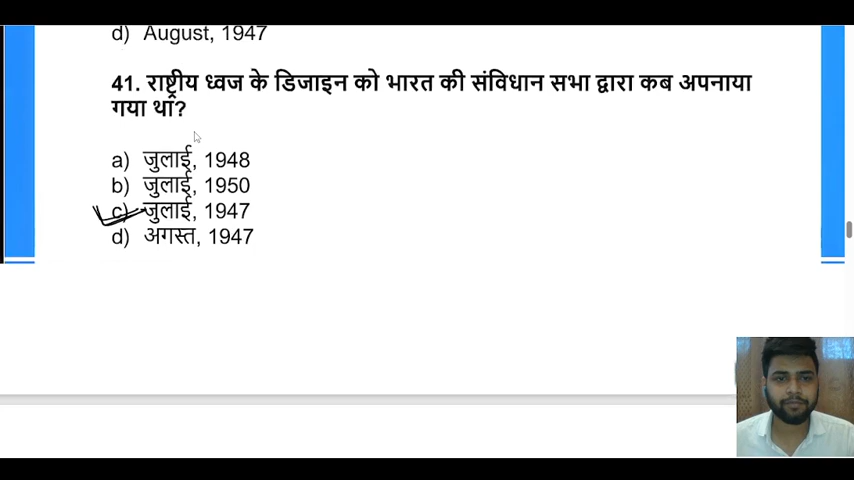 d) August, 1947
41. राष्ट्रीय ध्वज के डिजाइन को भारत की संविधान सभा द्वारा कब अपनाया
गया था?
a) जुलाई, 1948
b) जुलाई, 1950
c) जुलाई, 1947
d) अगस्त, 1947